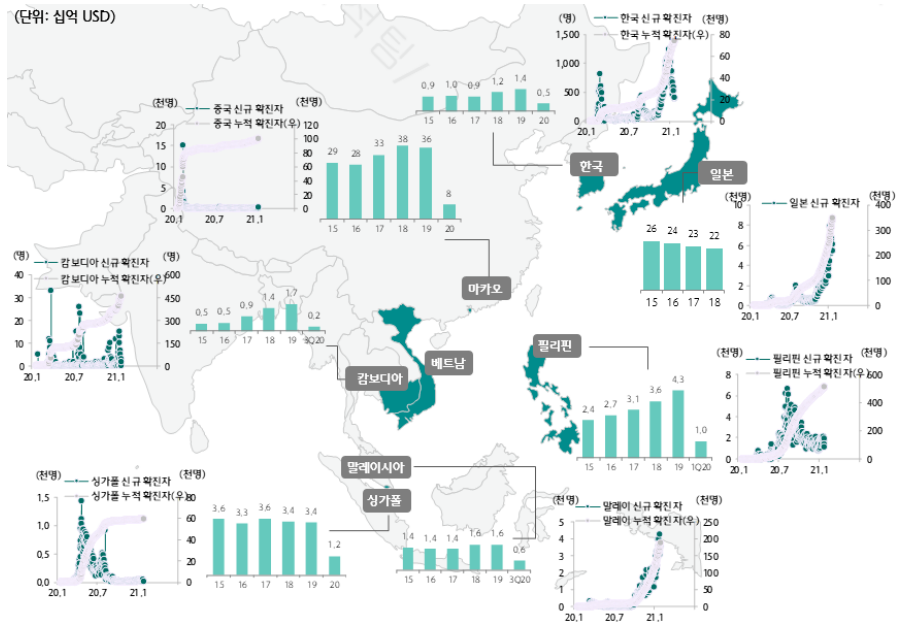 (단위: 십억 USD)
(명) 한국 신규 확진자 (천명)
한국 누적 확진자(우)
1,500 80
1,000 60
40
500 20
0 0
20.1 20.7 21.1
0.9 1.0 0.9 1.2 1.4 0.5
15 16 17 18 19 20
한국
(천명) 중국 신규 확진자 (천명)
중국 누적 확진자(우)
20 120
15 100
80
10 60
5 40
20
0 0
20.1 20.7 21.1
29 28 33 38 36 8
15 16 17 18 19 20
마카오
일본
(천명) 일본 신규 확진자 (천명)
10 400
8 300
6
4 200
2 100
0 0
20.1 20.7 21.1
26 24 23 22
15 16 17 18
(명) 캄보디아 신규 확진자 (천명)
캄보디아 누적 확진자(우)
40 600
30 450
20 300
10 150
0 0
20.1 20.7 21.1
0.5 0.5 0.9 1.4 1.7 0.2
15 16 17 18 19 3Q20
캄보디아
베트남
필리핀
2.4 2.7 3.1 3.6 4.3 1.0
15 16 17 18 19 1Q20
(천명) 필리핀 신규 확진자 (천명)
필리핀 누적 확진자(우)
8 600
6 400
4
2 200
0 0
20.1 20.7 21.1
말레이시아
싱가폴
(천명) 싱가폴 신규 확진자 (천명)
싱가폴 누적 확진자(우)
1.5 80
1.0 60
40
0.5 20
0.0 0
20.1 20.7 21.1
3.6 3.3 3.6 3.4 3.4 1.2
15 16 17 18 19 20
1.4 1.4 1.4 1.6 1.6 0.6
15 16 17 18 19 3Q20
(천명) 말레이 신규 확진자 (천명)
말레이 누적 확진자(우)
5 250
4 200
3 150
2 100
1 50
0 0
20.1 20.7 21.1